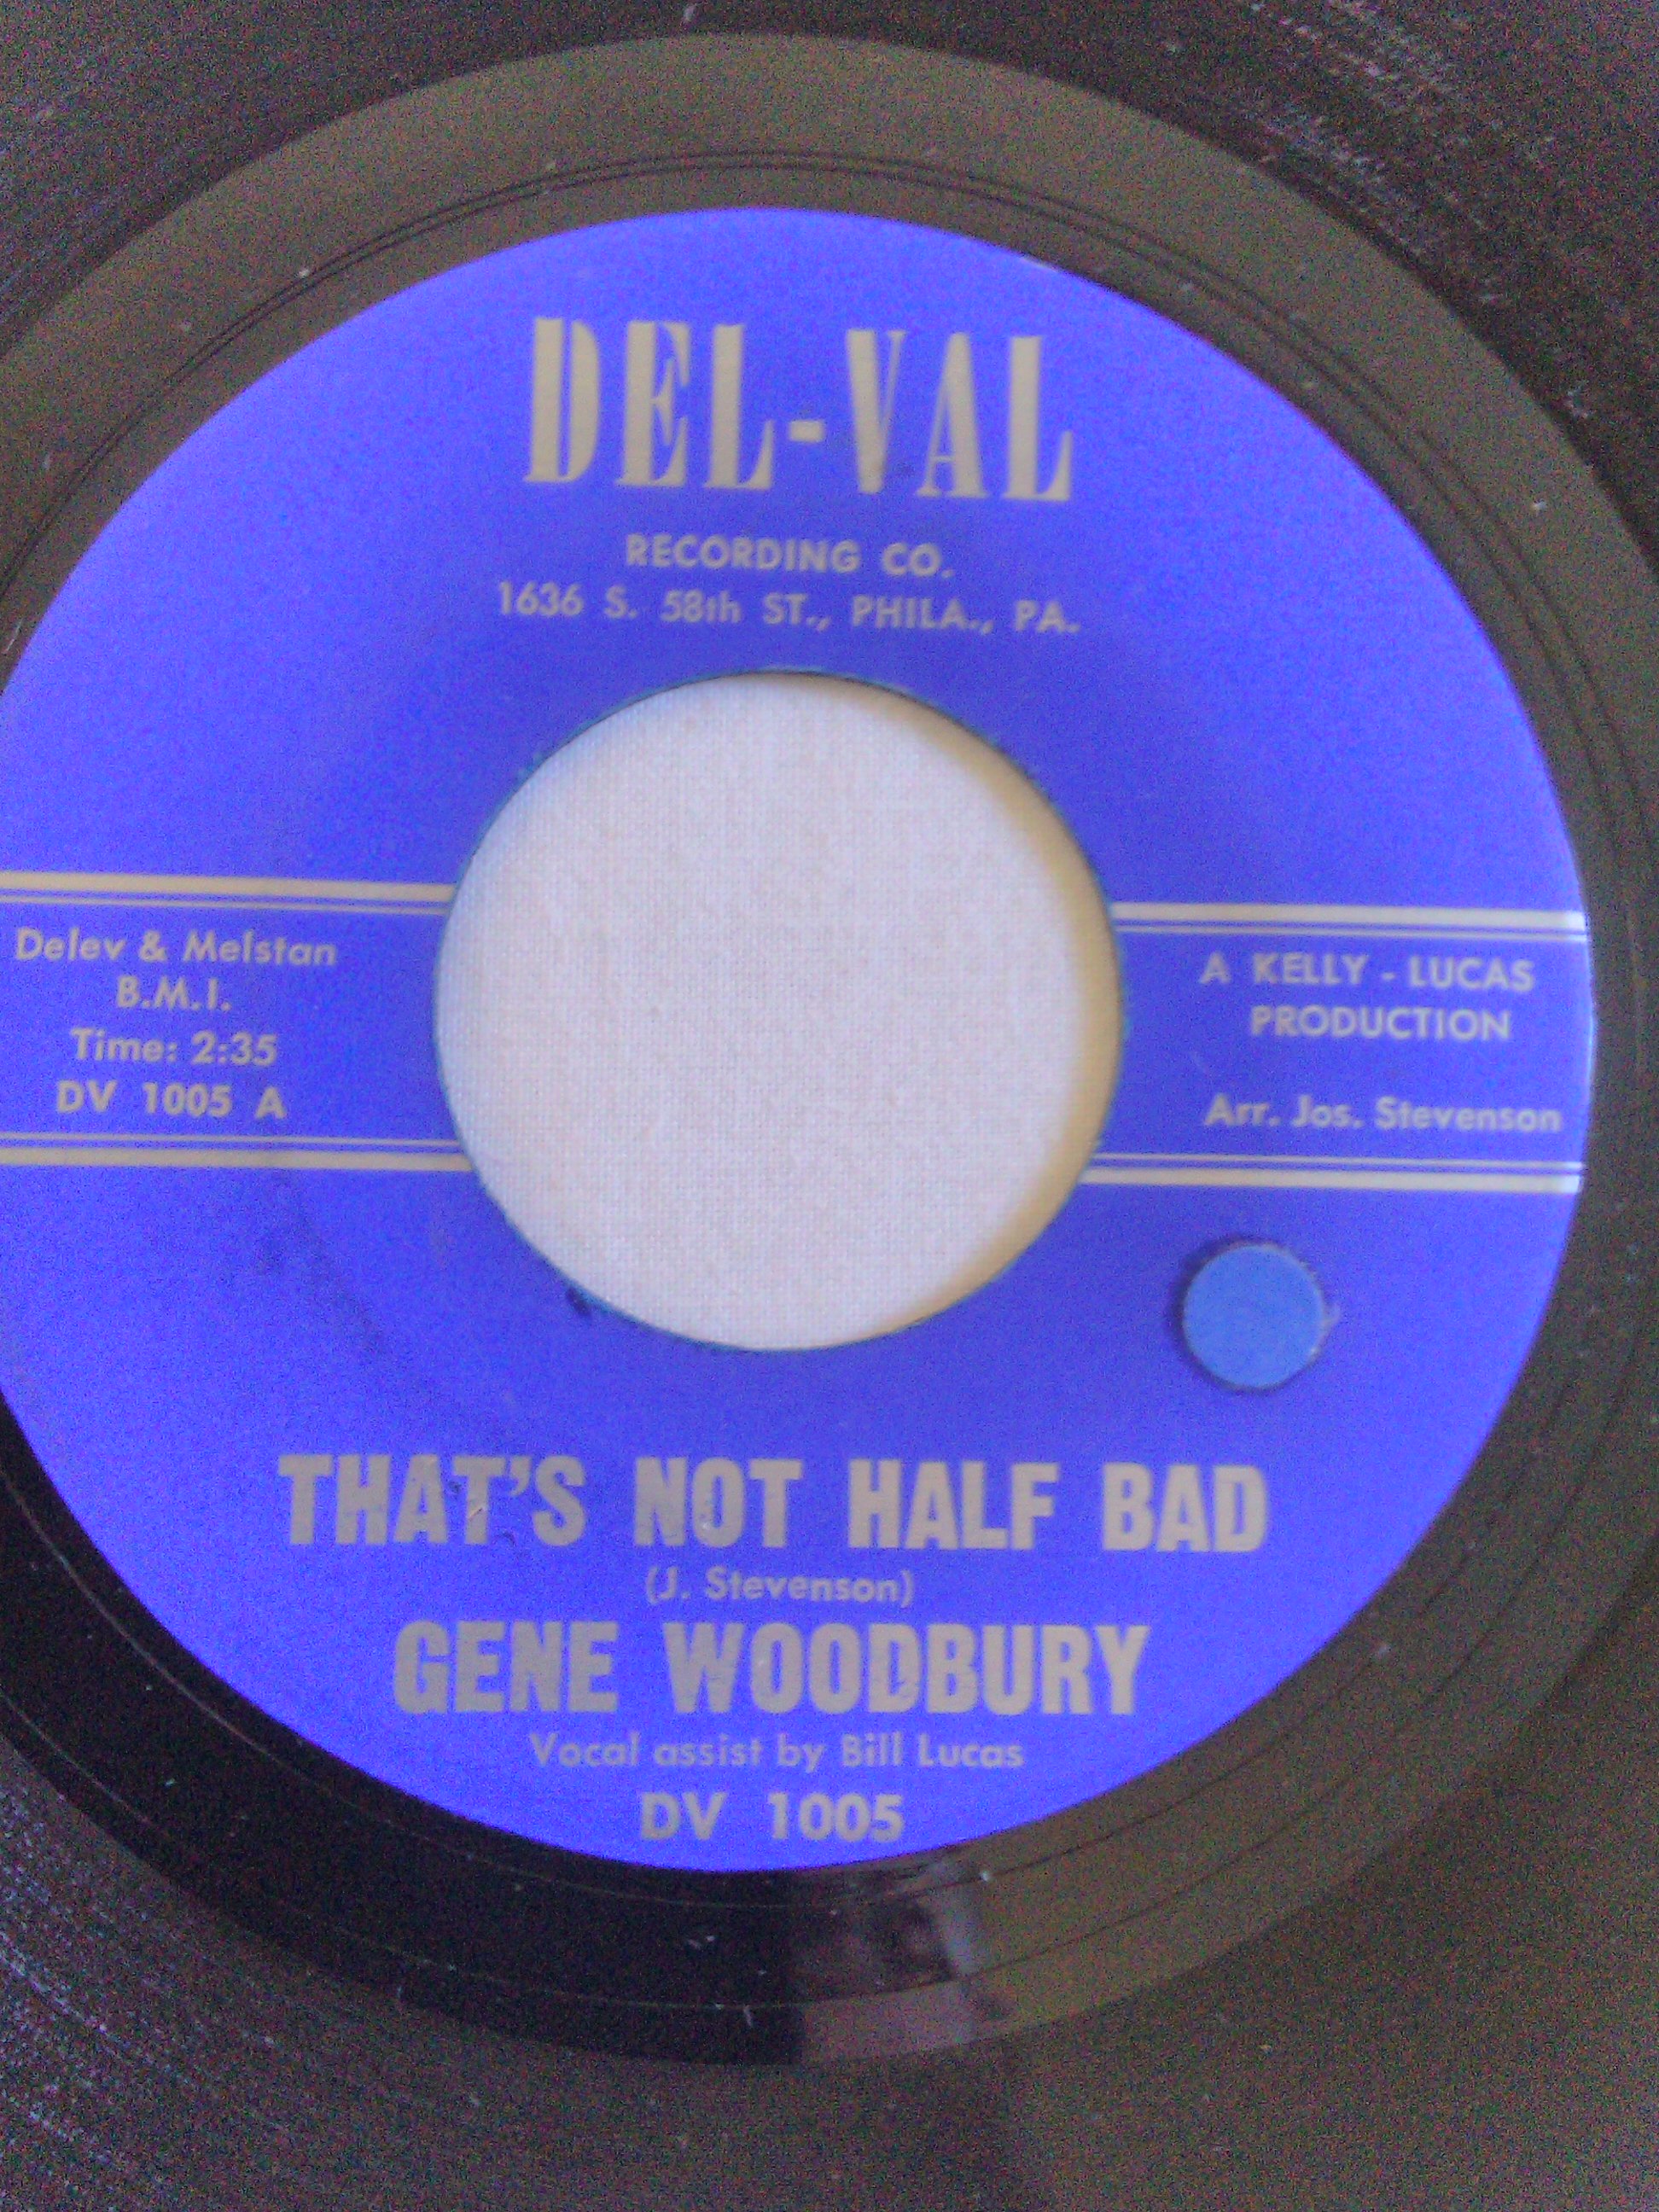 DEL-VAL
RECORDING CO.
1636 S. 58th ST., PHILA., PA.
Delev & Melstan
B.M.I.
Time: 2:35
DV 1005 A
A KELLY - LUCAS
PRODUCTION
Arr. Jos. Stevenson
THAT'S NOT HALF BAD
(J. Stevenson)
GENE WOODBURY
Vocal assist by Bill Lucas
DV 1005